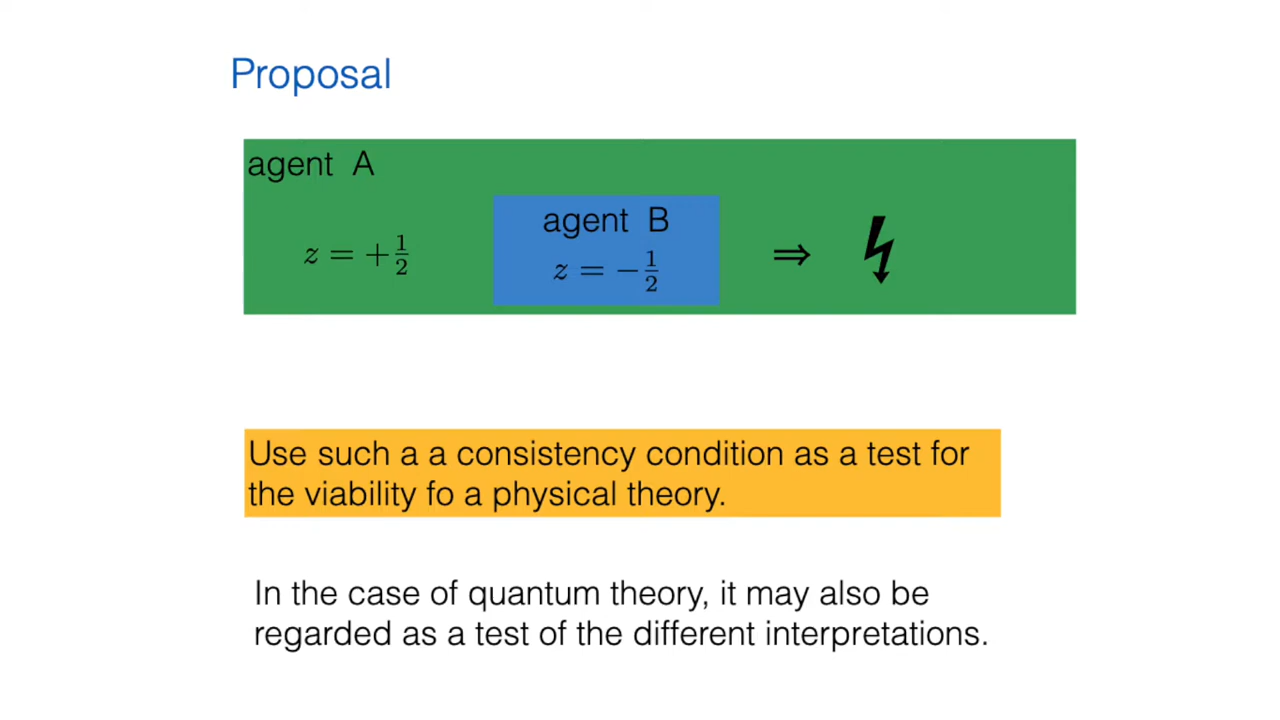 Proposal
agent A
agent B
z = +1/2
z = −1/2
⇒
Use such a a consistency condition as a test for
the viability fo a physical theory.
In the case of quantum theory, it may also be
regarded as a test of the different interpretations.